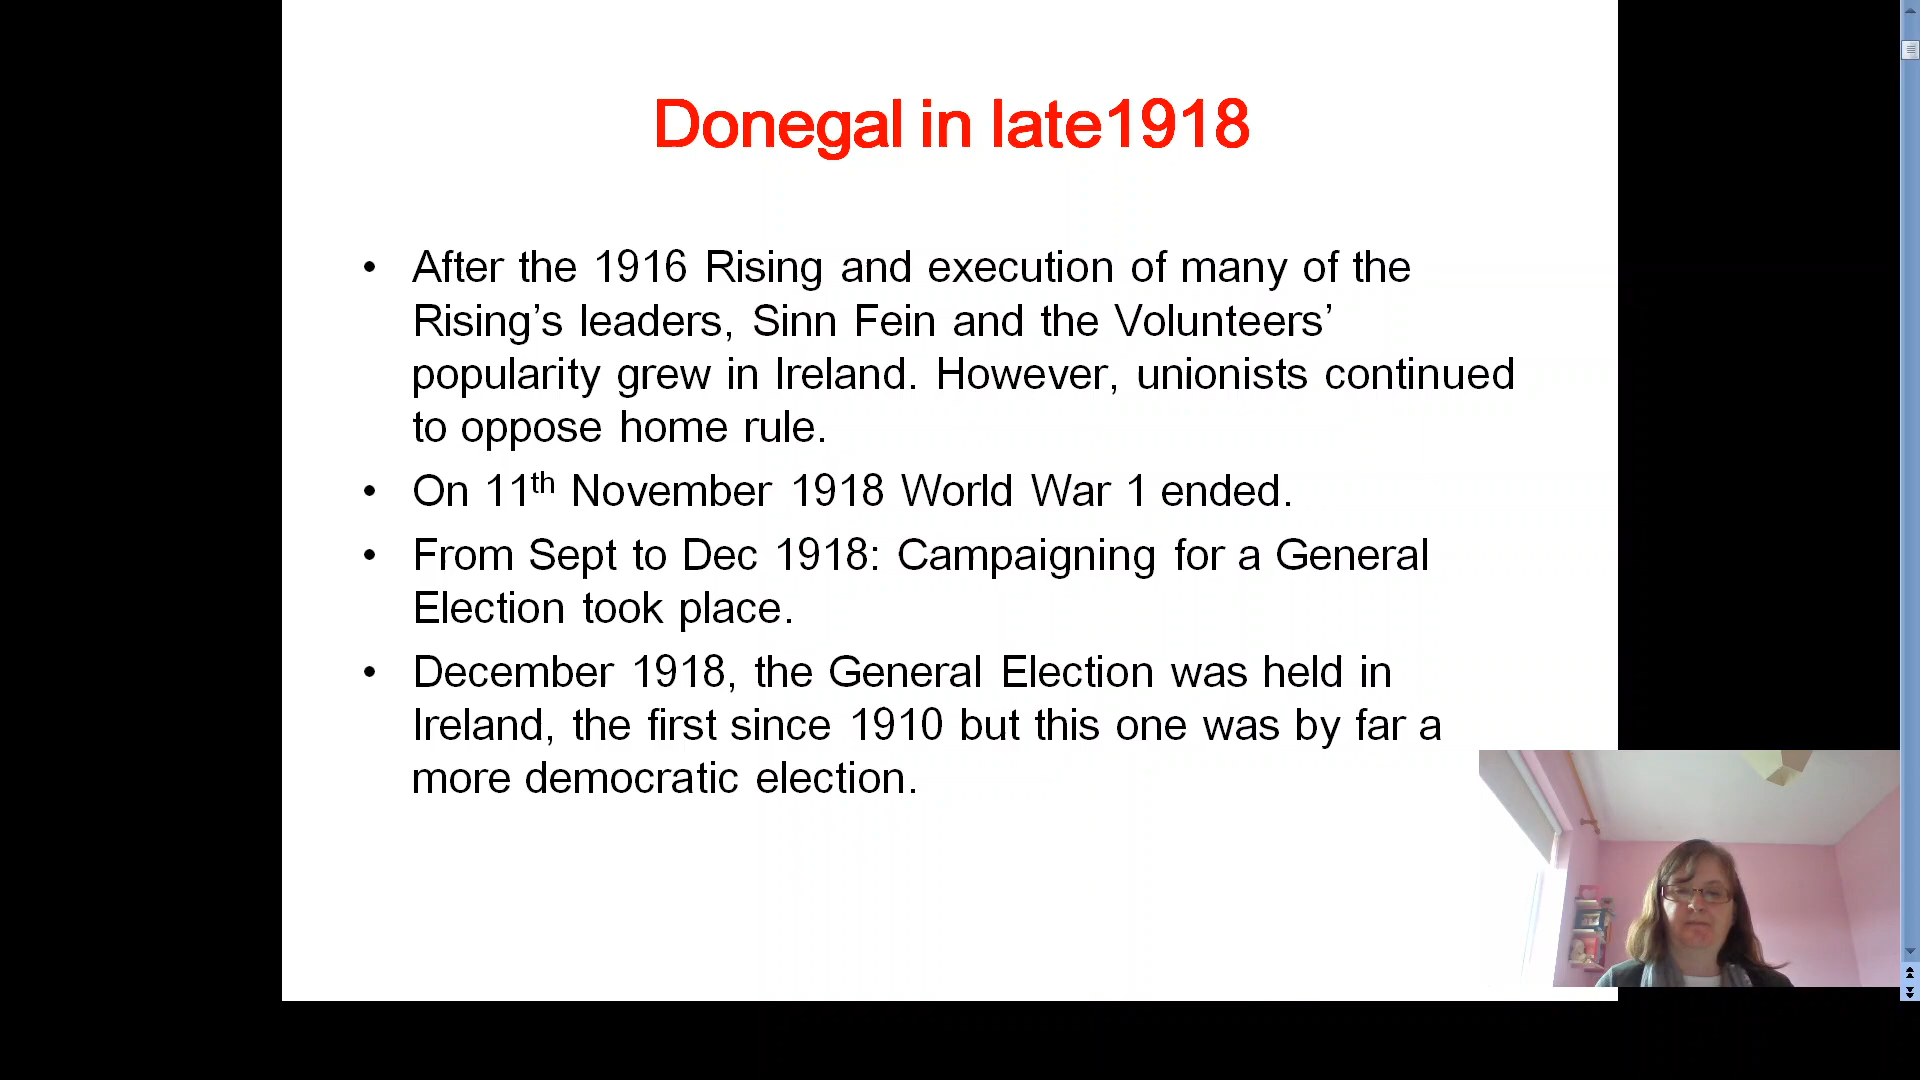 Donegal in late1918
• After the 1916 Rising and execution of many of the
Rising’s leaders, Sinn Fein and the Volunteers’
popularity grew in Ireland. However, unionists continued
to oppose home rule.
• On 11th November 1918 World War 1 ended.
• From Sept to Dec 1918: Campaigning for a General
Election took place.
• December 1918, the General Election was held in
Ireland, the first since 1910 but this one was by far a
more democratic election.